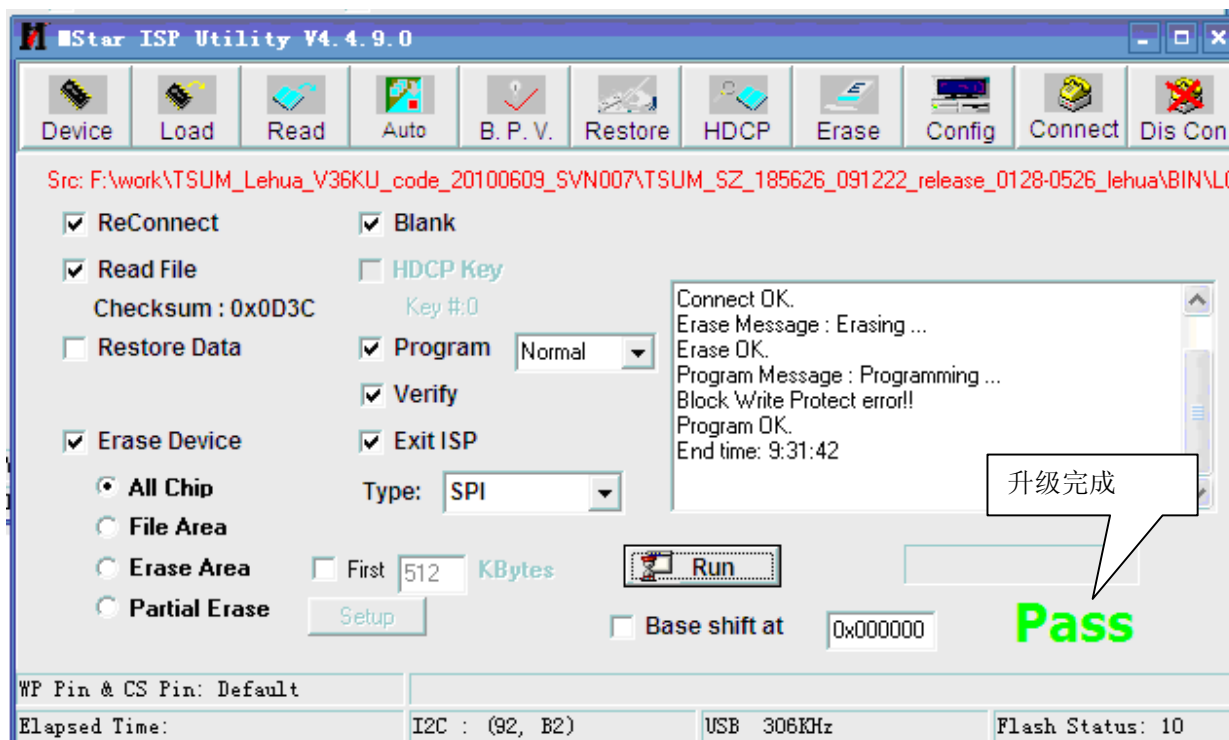 MStar ISP Utility V4.4.9.0
Device Load Read Auto B. P. V. Restore HDCP Erase Config Connect Dis Con
Src: F:\work\TSUM_Lehua_V36KU_code_20100609_SVN007\TSUM_SZ_185626_091222_release_0128-0526_lehua\BIN\L
ReConnect
Blank
Read File
HDCP Key
Checksum : 0x0D3C
Key #:0
Restore Data
Program
Normal
Verify
Erase Device
Exit ISP
All Chip
Type:
SPI
File Area
Erase Area
First
512
KBytes
Partial Erase
Setup
Connect OK.
Erase Message : Erasing ...
Erase OK.
Program Message : Programming ...
Block Write Protect error!!
Program OK.
End time: 9:31:42
升级完成
Run
Base shift at
0x000000
Pass
WP Pin & CS Pin: Default
Elapsed Time:
I2C : (92, B2)
USB 306KHz
Flash Status: 10